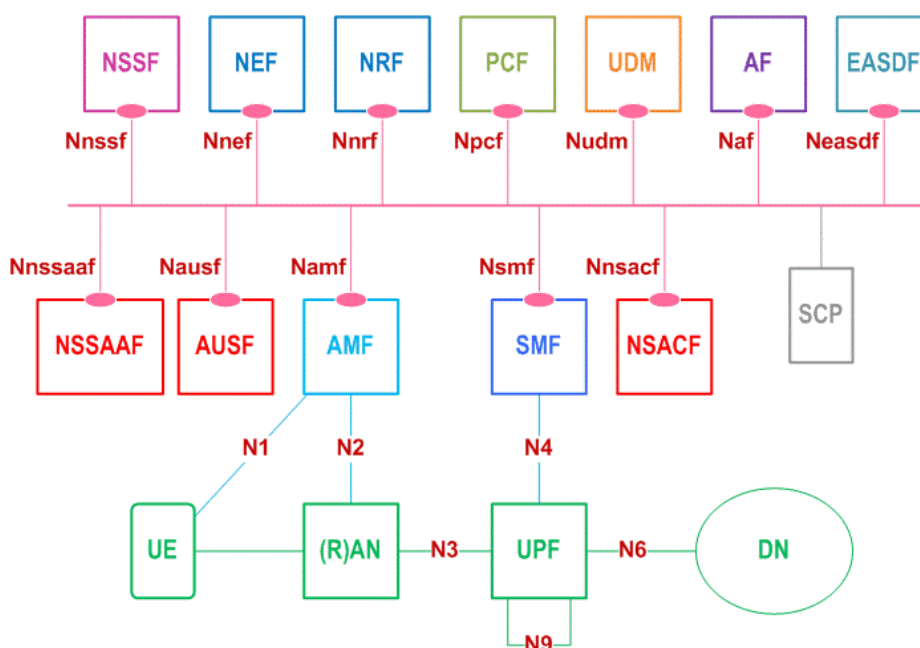 NSSF NEF NRF PCF UDM AF EASDF
Nnssf Nnef Nnrf Npcf Nudm Naf Neasdf
Nnssaaf Nausf Namf Nsmf Nnsacf
NSSAAF AUSF AMF SMF NSACF SCP
N1 N2 N4
UE (R)AN N3 UPF N6 DN
N9